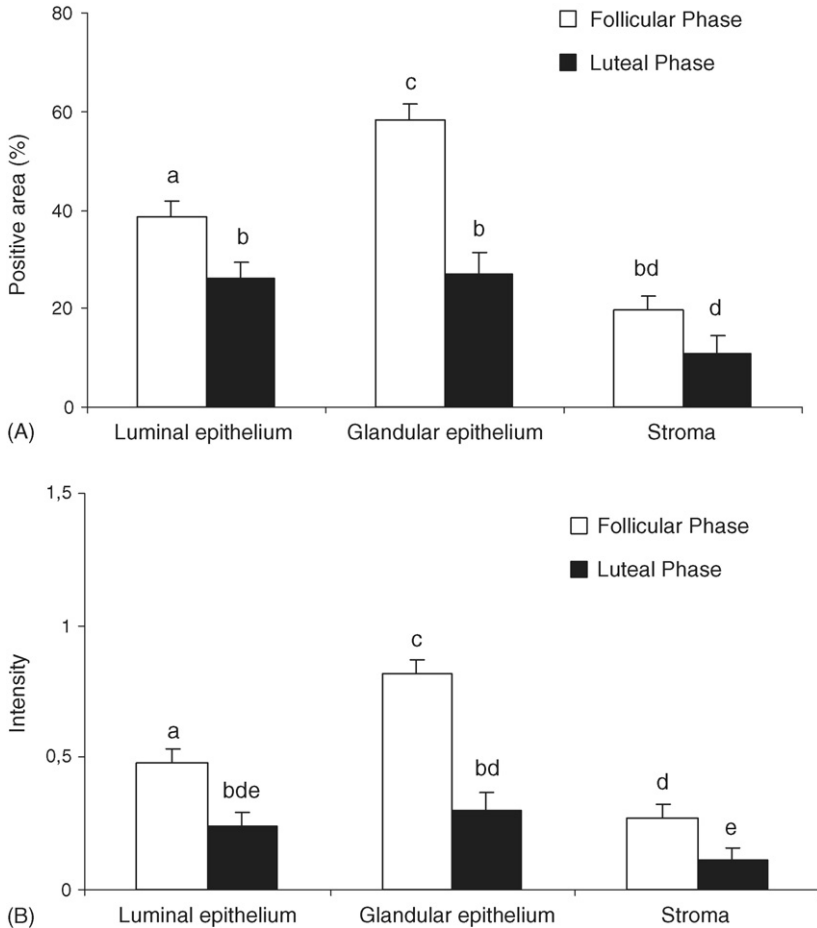 80
Follicular Phase
Luteal Phase
c
60
a
40
b
b
bd
20
d
0
Positive area (%)
(A)
Luminal epithelium Glandular epithelium Stroma
1,5
Follicular Phase
Luteal Phase
1
c
a
0,5
bde
bd
d
e
0
Intensity
(B)
Luminal epithelium Glandular epithelium Stroma